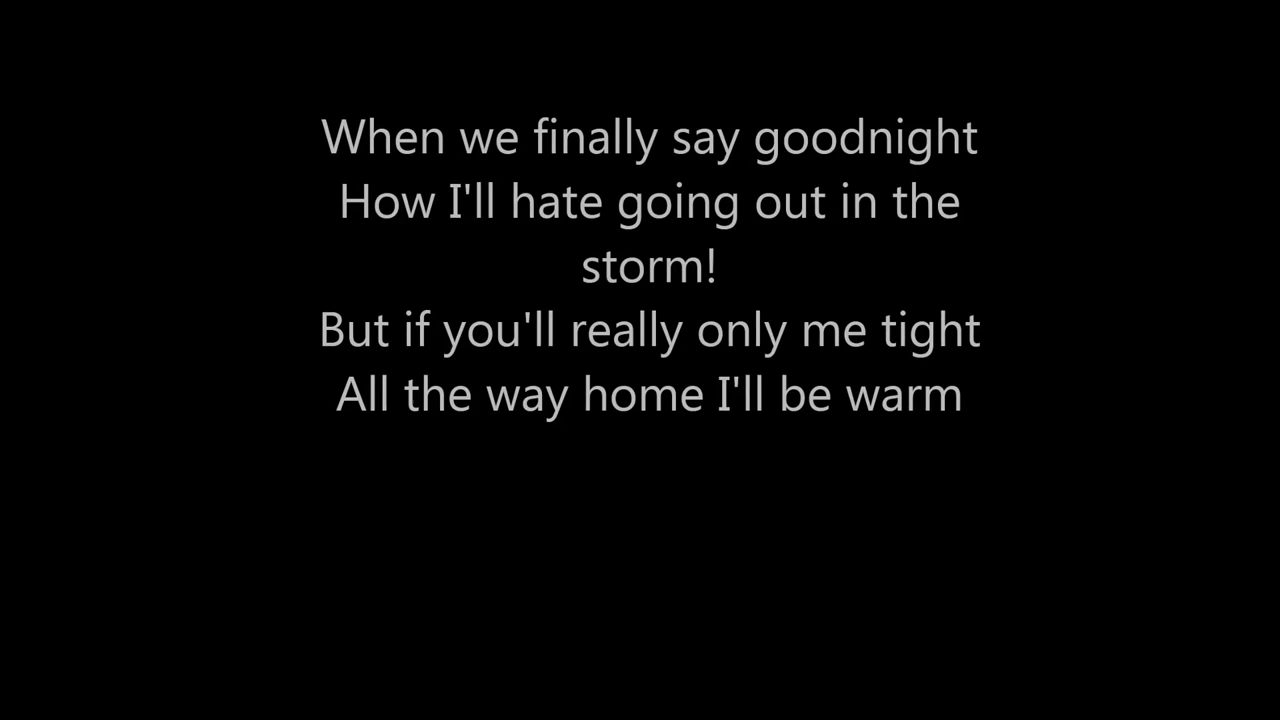 When we finally say goodnight
How I'll hate going out in the
storm!
But if you'll really only me tight
All the way home I'll be warm